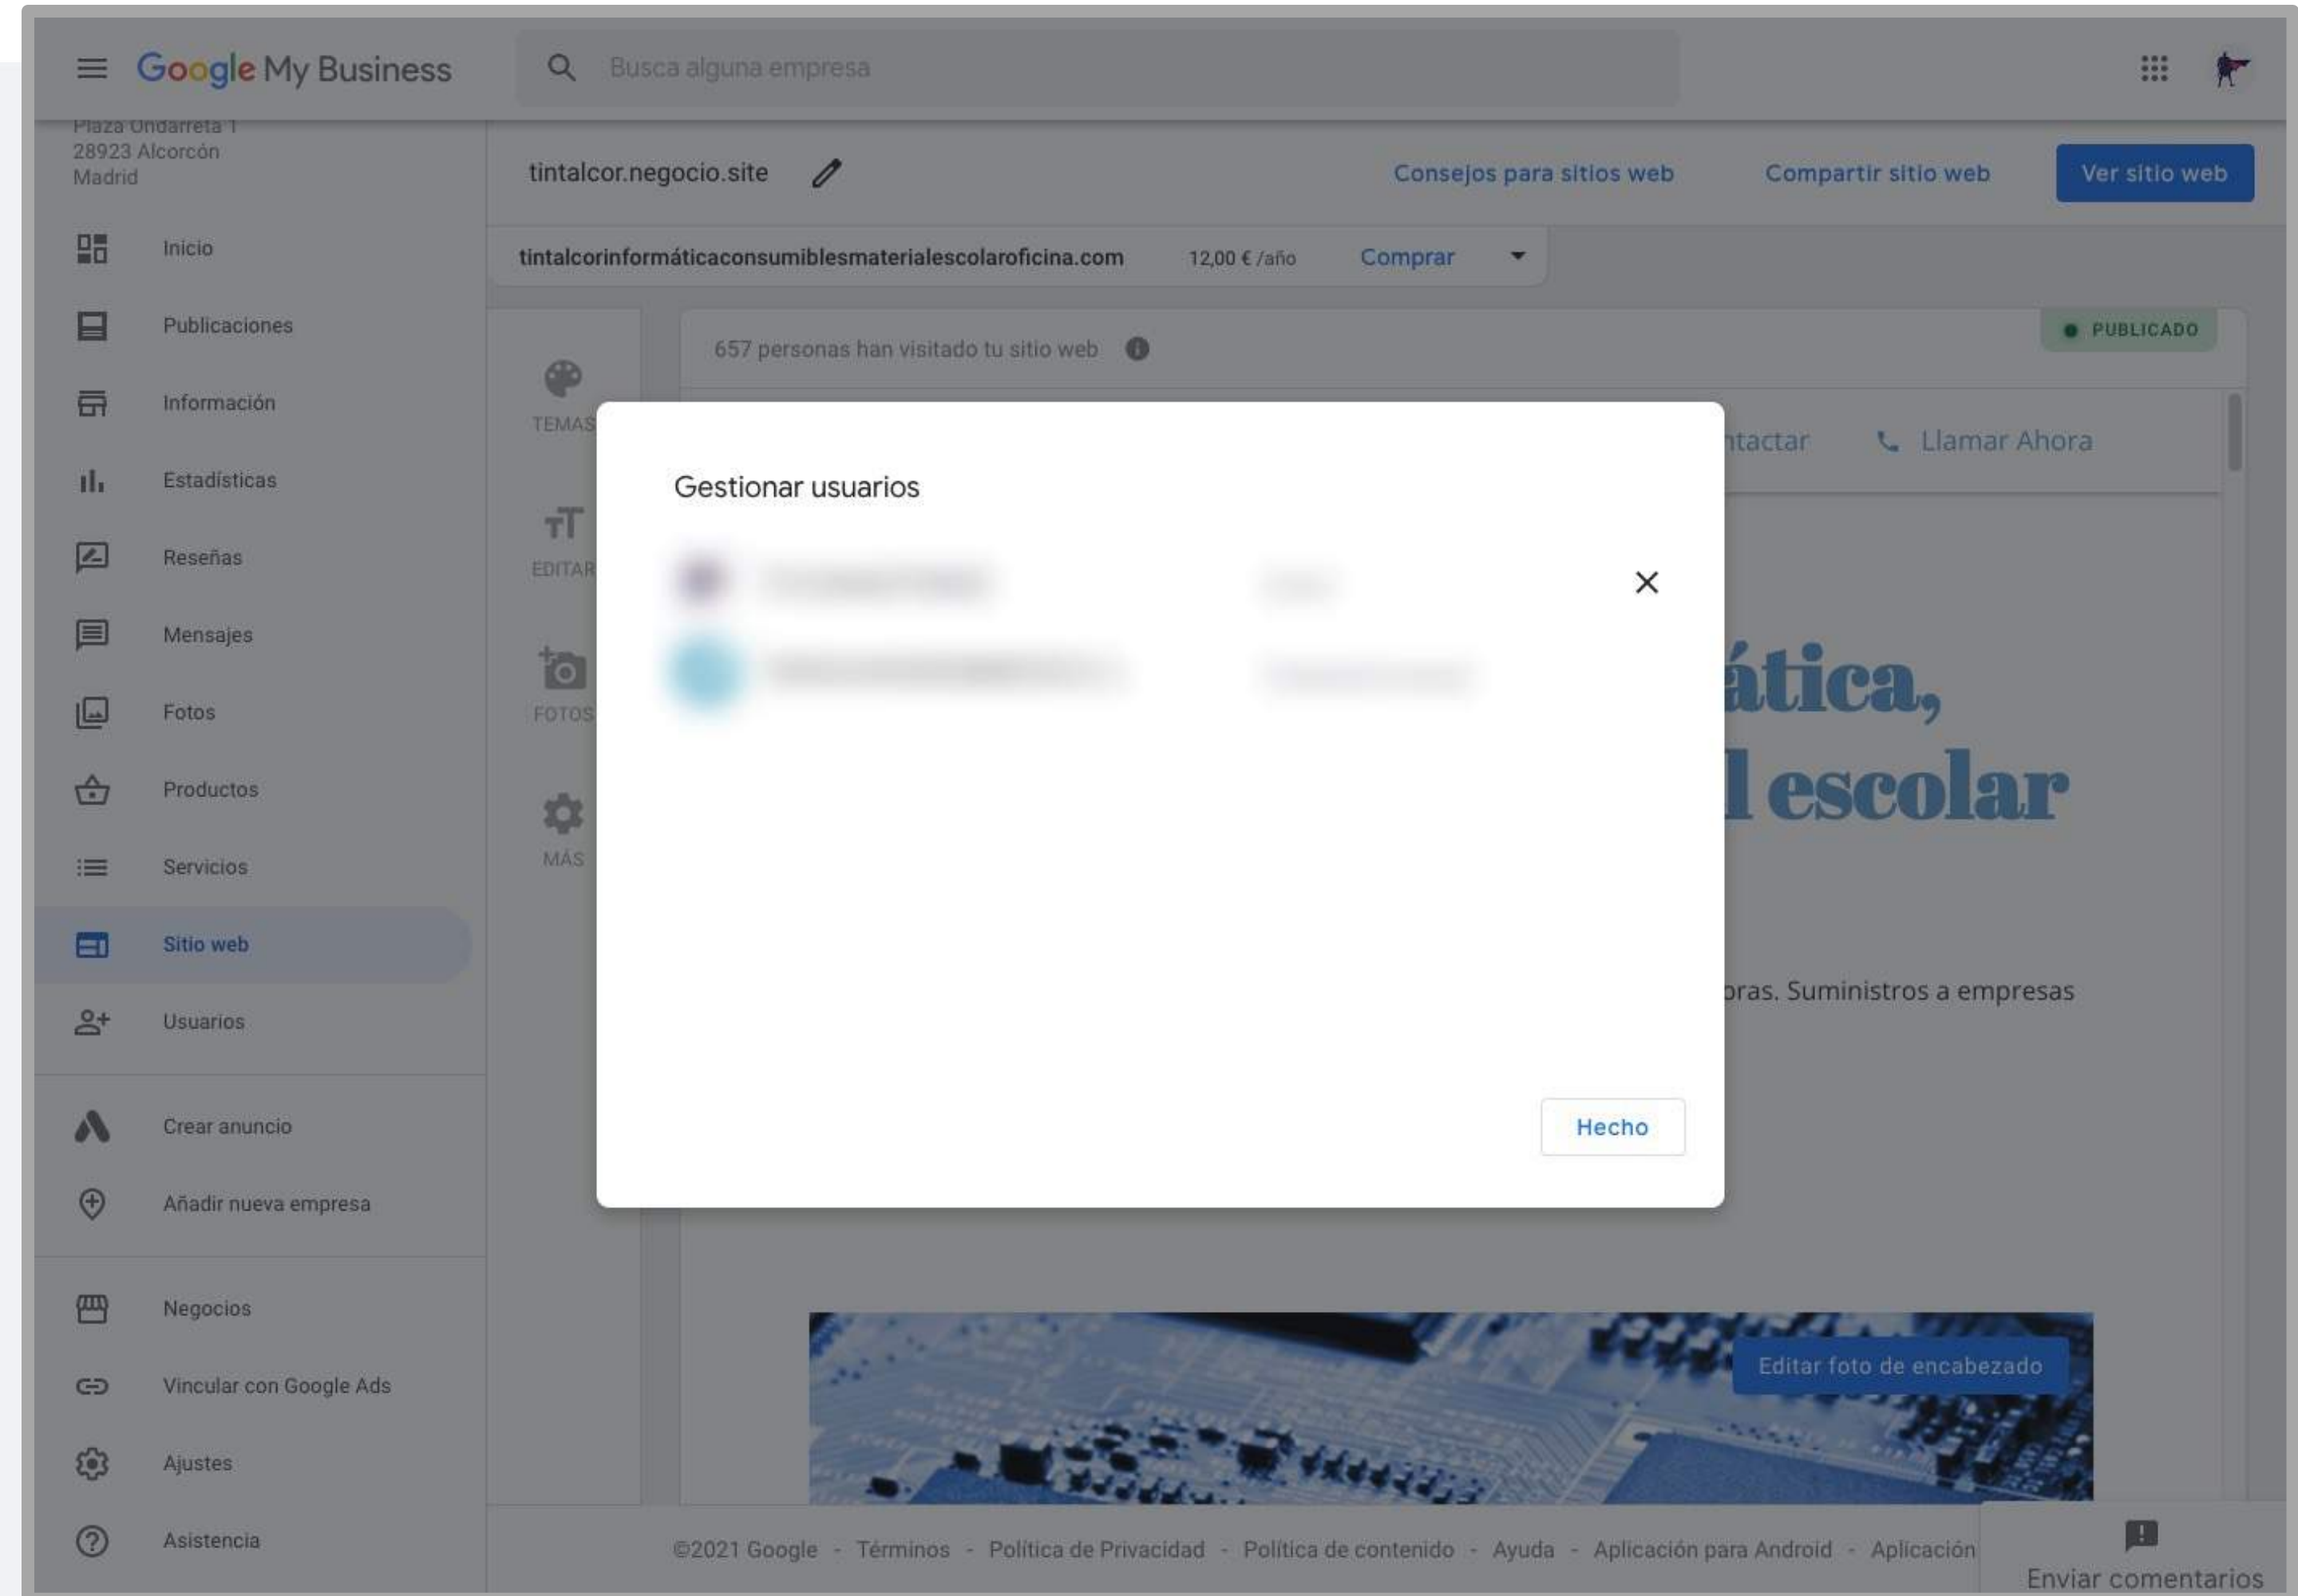 Google My Business
Busca alguna empresa
Plaza Ondarreta 1
28923 Alcorcón
Madrid
Inicio
Publicaciones
Información
Estadísticas
Reseñas
Mensajes
Fotos
Productos
Servicios
Sitio web
Usuarios
Crear anuncio
Añadir nueva empresa
Negocios
Vincular con Google Ads
Ajustes
Asistencia
tintalcor.negocio.site
Consejos para sitios web
Compartir sitio web
Ver sitio web
tintalcorinformáticaconsumiblesmaterialescolaroficina.com 12,00 € /año Comprar
657 personas han visitado tu sitio web
PUBLICADO
TEMAS
EDITAR
FOTOS
MÁS
ntactar
Llamar Ahora
Gestionar usuarios
Hecho
ática,
l escolar
oras. Suministros a empresas
Editar foto de encabezado
©2021 Google - Términos - Política de Privacidad - Política de contenido - Ayuda - Aplicación para Android - Aplicación
Enviar comentarios